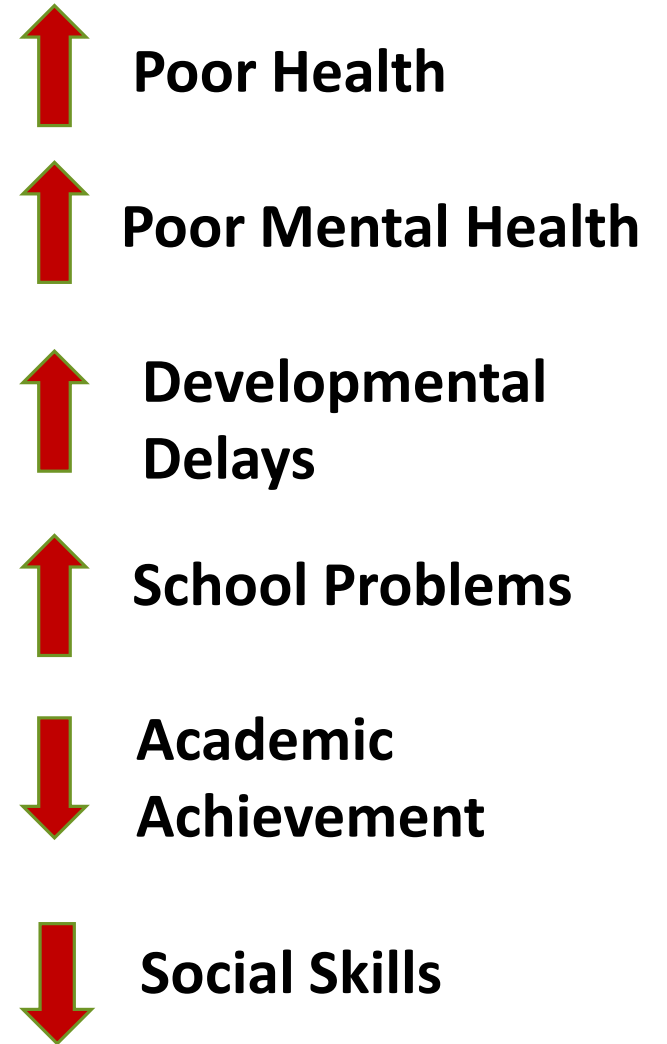 Poor Health
Poor Mental Health
Developmental
Delays
School Problems
Academic
Achievement
Social Skills